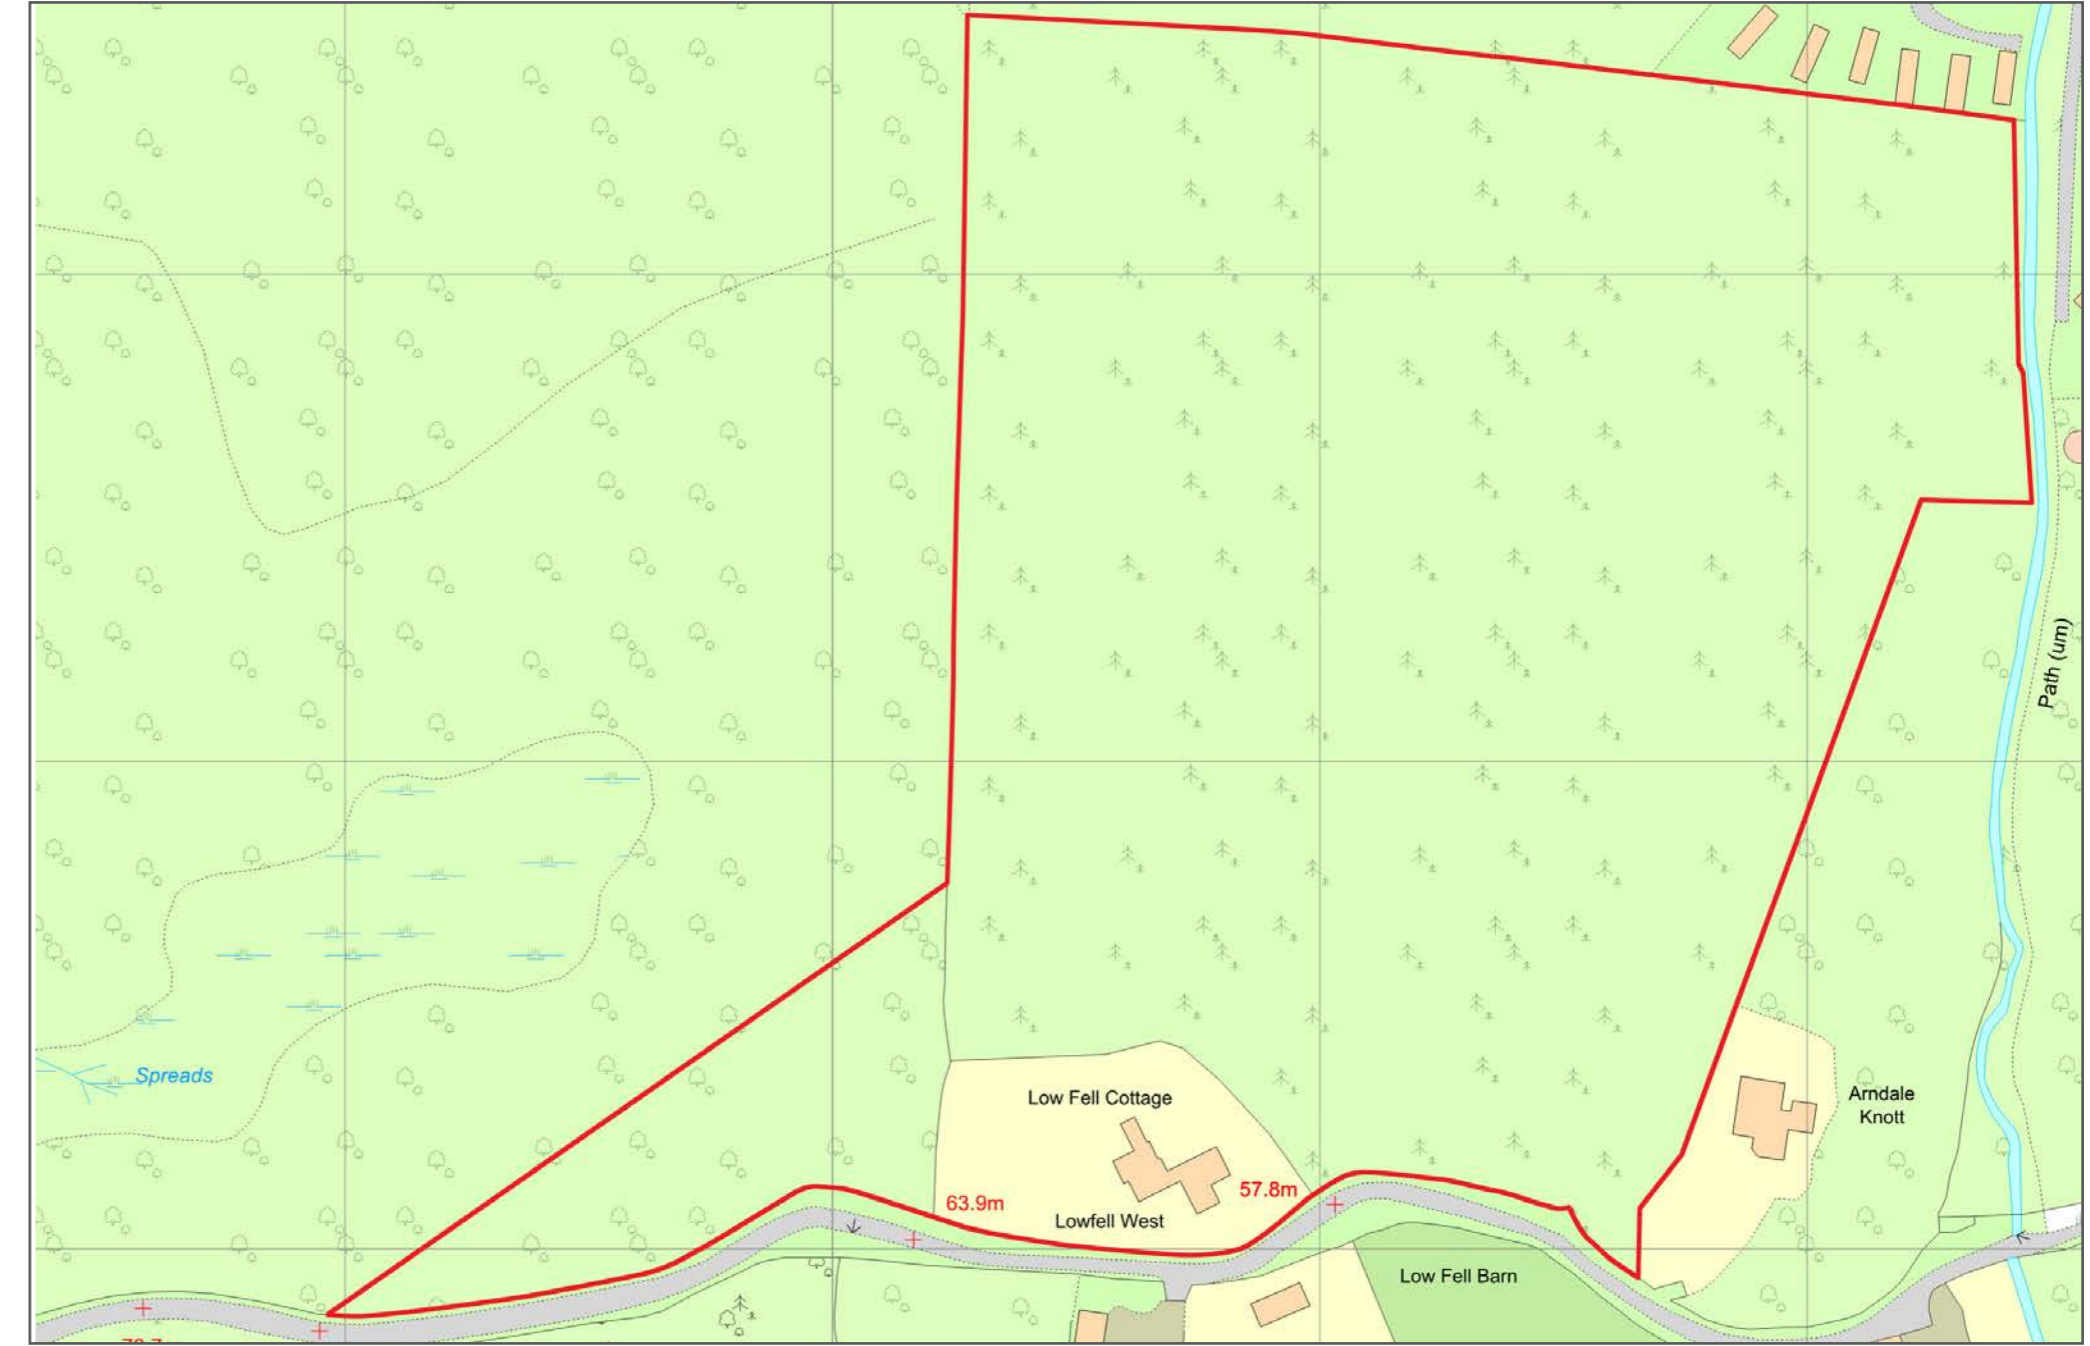 Path (um)
Spreads
Low Fell Cottage
Arndale
Knott
63.9m
57.8m
Lowfell West
Low Fell Barn